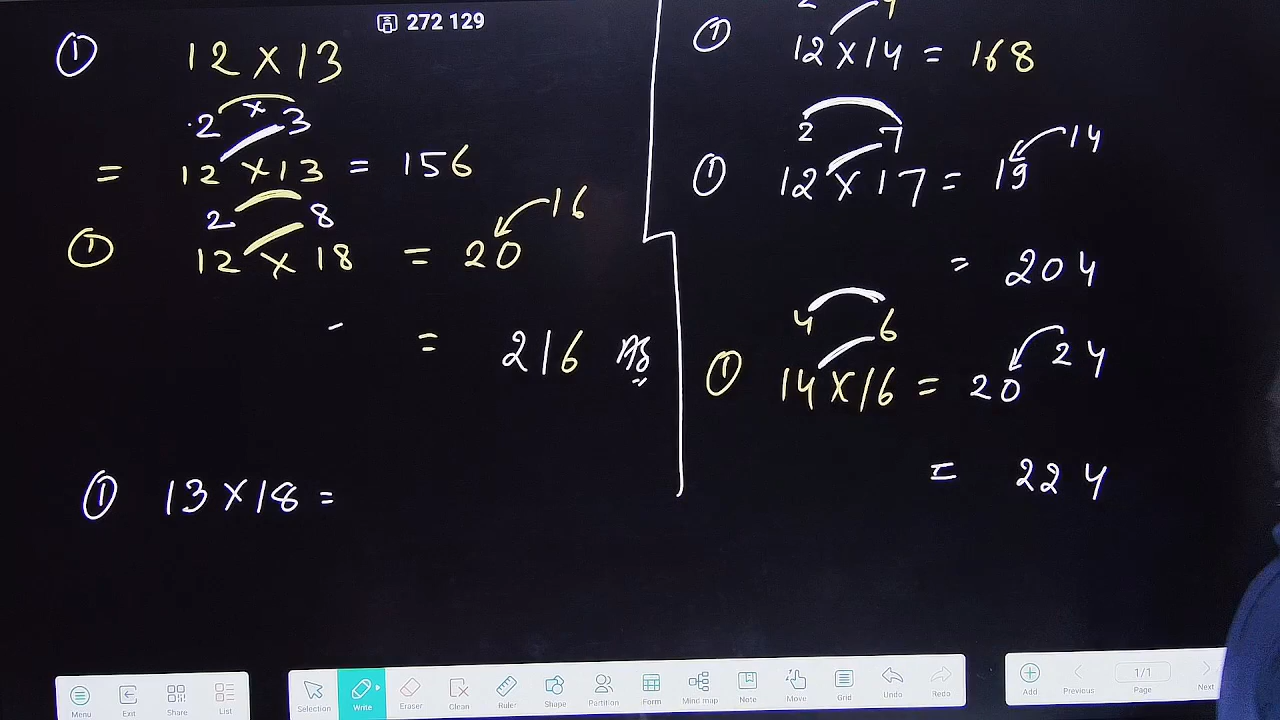 272 129
① 12 × 13
2 × 3
= 12 × 13 = 156
2 8
① 12 × 18 = 20 16
= 216
① 13 × 18 =
① 12 × 14 = 168
2 7
① 12 × 17 = 19 14
= 204
4 6
① 14 × 16 = 20 24
= 224
Menu Exit Share List
Selection Write Eraser Clean Ruler Shape Partition Form Mind map Note Move Grid Undo Redo
Add Previous 1/1 Page Next